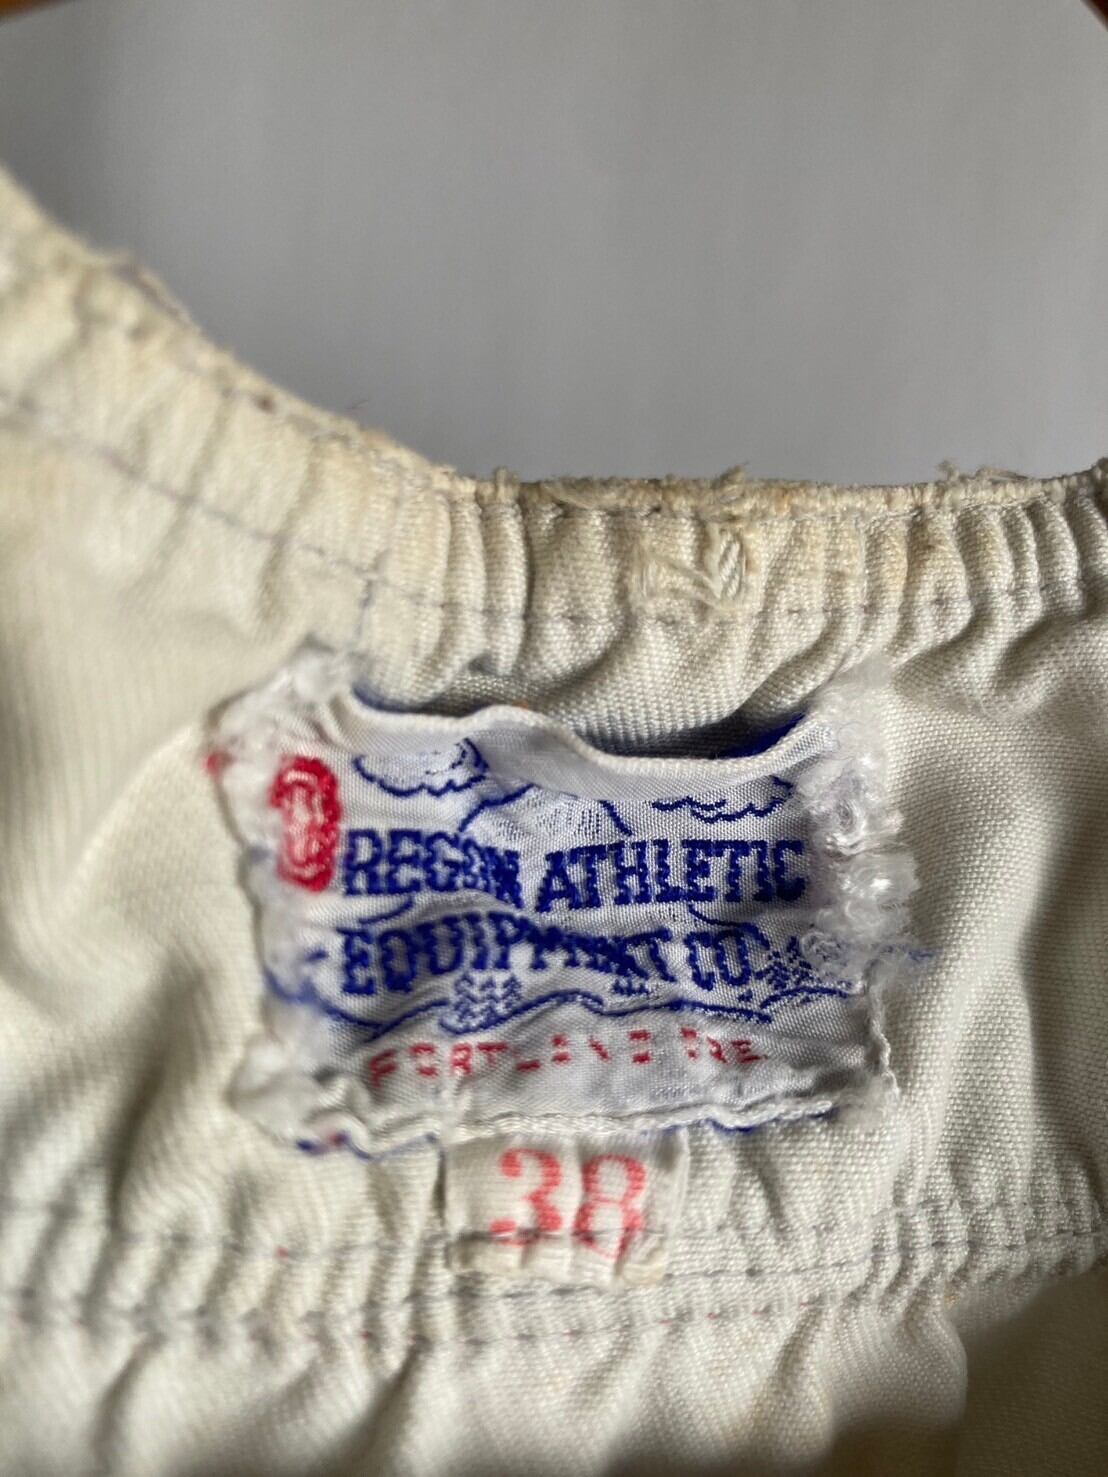 OREGON ATHLETIC
EQUIPMENT CO
PORTLAND ORE.
38